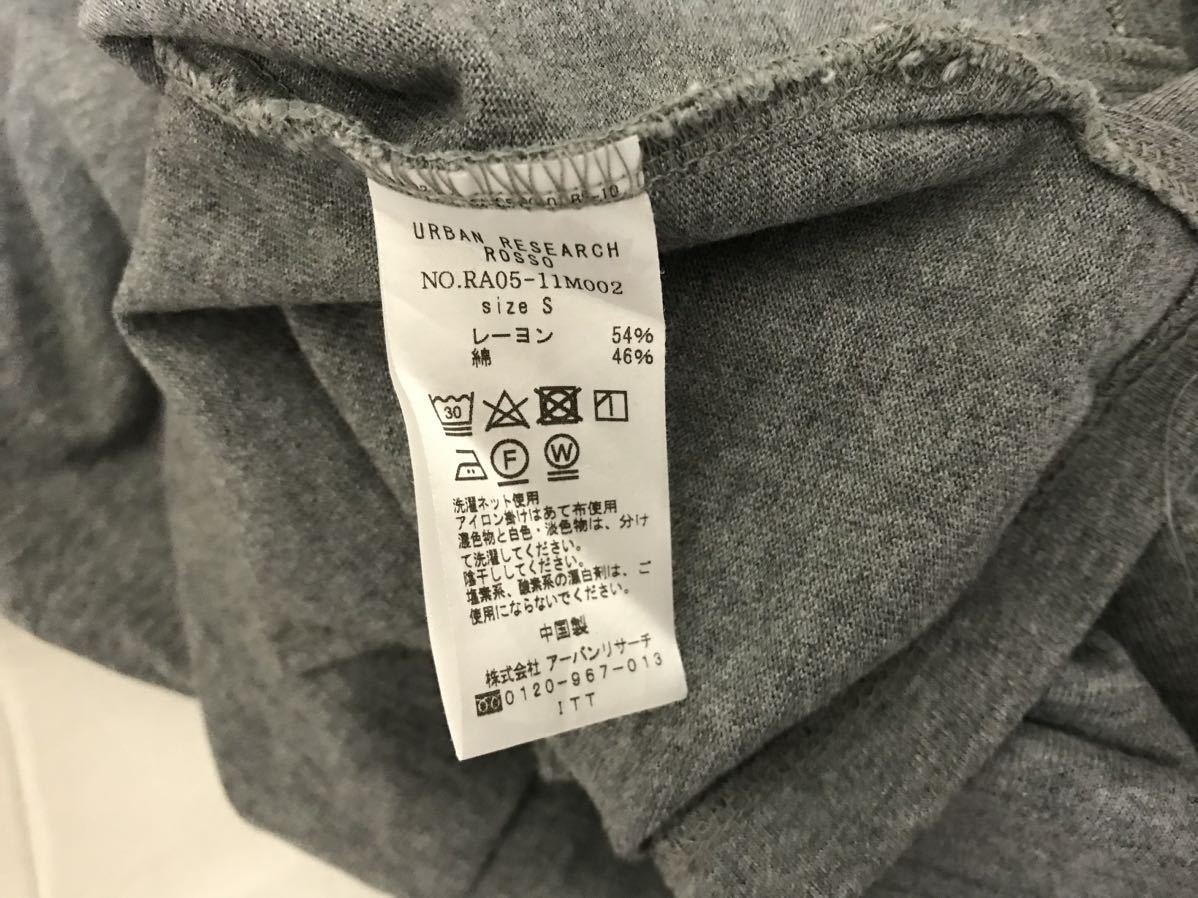 URBAN RESEARCH
ROSSO
NO.RA05-11M002
size S
レーヨン 54%
綿 46%
30
F W
洗濯ネット使用
アイロン掛けはあて布使用
濃色物と白色・淡色物は、分け
て洗濯してください。
陰干ししてください。
塩素系、酸素系の漂白剤は、ご
使用にならないでください。
中国製
株式会社 アーバンリサーチ
0120-967-013
ITT